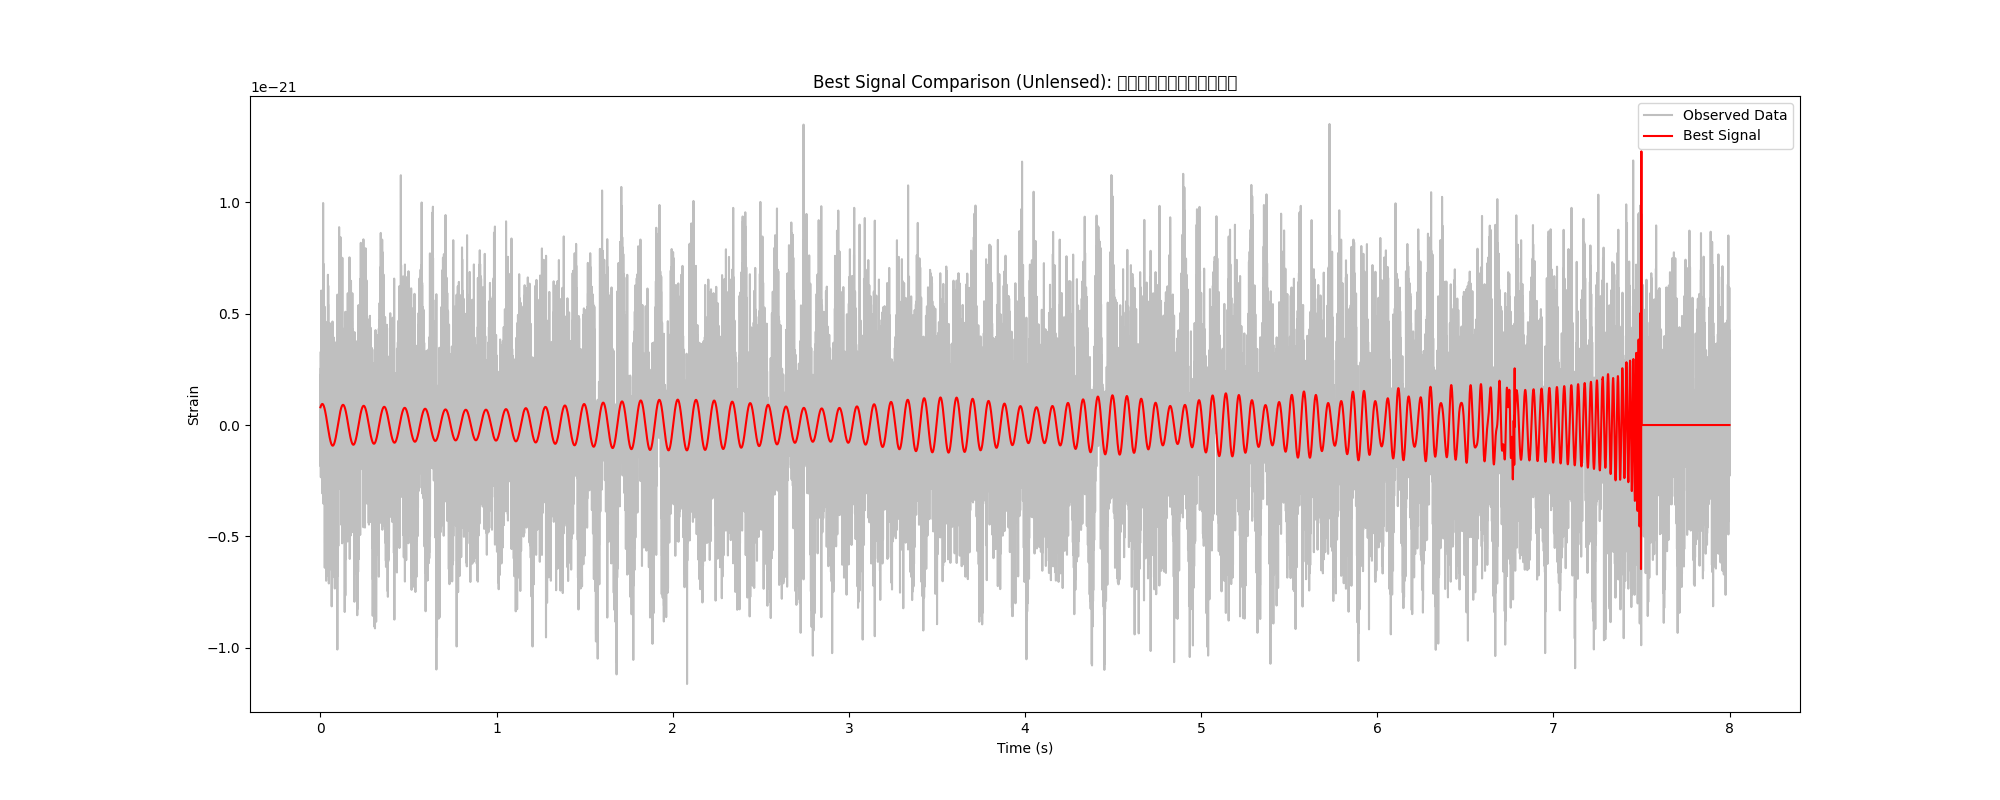 Best Signal Comparison (Unlensed):
1e−21
Observed Data
Best Signal
1.0
0.5
0.0
−0.5
−1.0
Strain
0 1 2 3 4 5 6 7 8
Time (s)